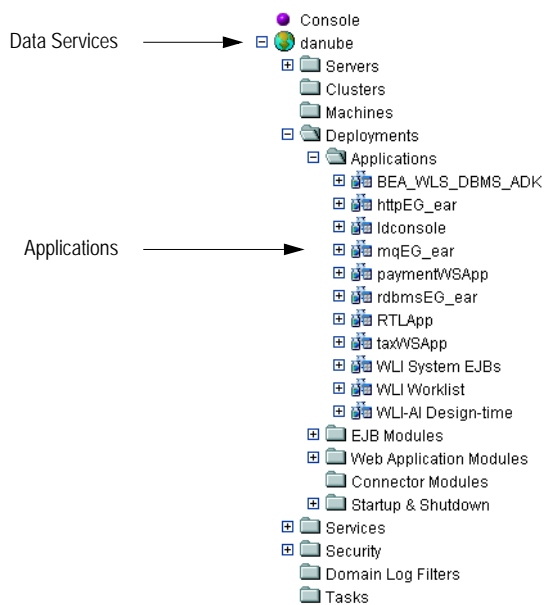 Console
Data Services
danube
Servers
Clusters
Machines
Deployments
Applications
BEA_WLS_DBMS_ADK
httpEG_ear
ldconsole
Applications
mqEG_ear
paymentWSApp
rdbmsEG_ear
RTLApp
taxWSApp
WLI System EJBs
WLI Worklist
WLI-AI Design-time
EJB Modules
Web Application Modules
Connector Modules
Startup & Shutdown
Services
Security
Domain Log Filters
Tasks